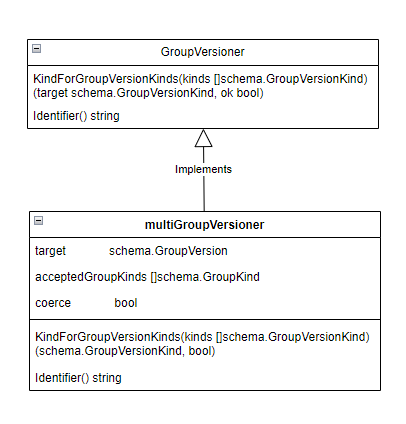 GroupVersioner
KindForGroupVersionKinds(kinds []schema.GroupVersionKind)
(target schema.GroupVersionKind, ok bool)
Identifier() string
Implements
multiGroupVersioner
target schema.GroupVersion
acceptedGroupKinds []schema.GroupKind
coerce bool
KindForGroupVersionKinds(kinds []schema.GroupVersionKind)
(schema.GroupVersionKind, bool)
Identifier() string